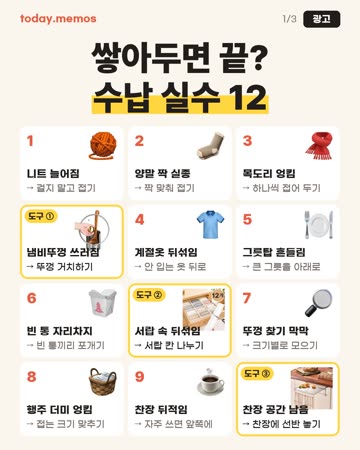 today.memos
1/3 광고
쌓아두면 끝?
수납 실수 12
1
니트 늘어짐
→ 걸지 말고 접기
2
양말 짝 실종
→ 짝 맞춰 접기
3
목도리 엉킴
→ 하나씩 접어 두기
도구 ①
냄비뚜껑 쓰러짐
→ 뚜껑 거치하기
4
계절옷 뒤섞임
→ 안 입는 옷 뒤로
5
그릇탑 흔들림
→ 큰 그릇을 아래로
6
빈 통 자리차지
→ 빈 통끼리 포개기
도구 ②
서랍 속 뒤섞임
→ 서랍 칸 나누기
7
뚜껑 찾기 막막
→ 크기별로 모으기
8
행주 더미 엉킴
→ 접는 크기 맞추기
9
찬장 뒤적임
→ 자주 쓰면 앞쪽에
도구 ③
찬장 공간 남음
→ 찬장에 선반 놓기